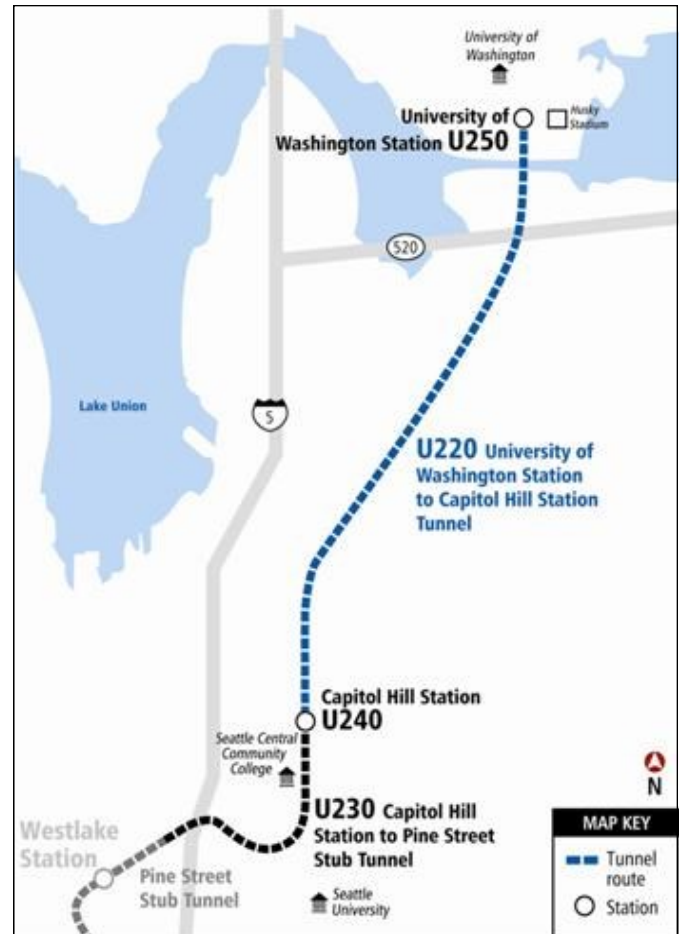 University of
Washington
University of
Washington Station U250
Husky
Stadium
520
Lake Union
5
U220 University of
Washington Station
to Capitol Hill Station
Tunnel
Capitol Hill Station
U240
Seattle Central
Community
College
U230 Capitol Hill
Station to Pine Street
Stub Tunnel
Westlake
Station
Pine Street
Stub Tunnel
Seattle
University
N
MAP KEY
Tunnel
route
Station